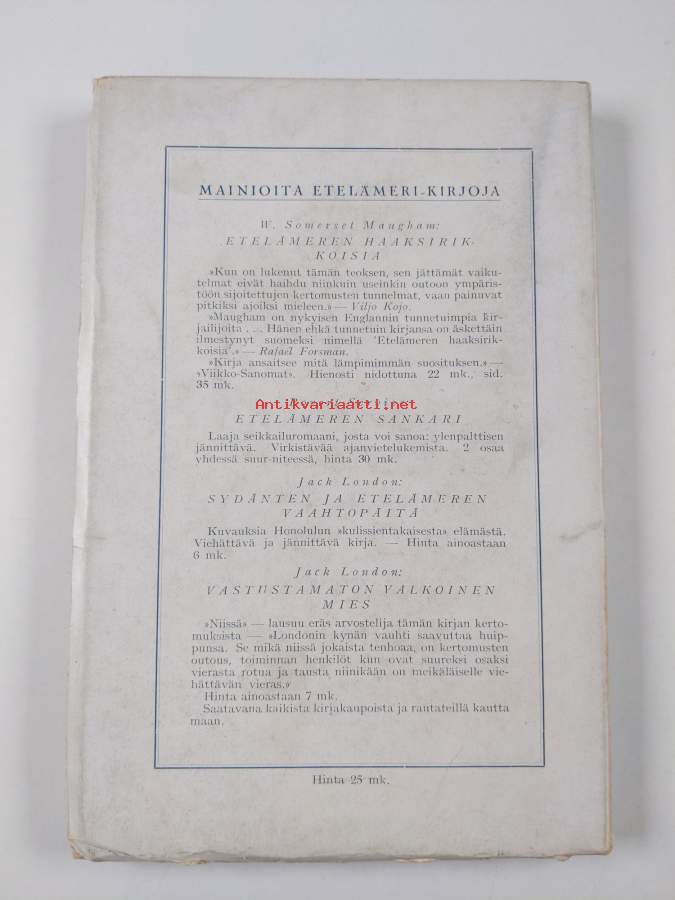 MAINIOITA ETELÄMERI-KIRJOJA
W. Somerset Maugham:
ETELÄMEREN HAAKSIRIK-
KOISIA
»Kun on lukenut tämän teoksen, sen jättämät vaiku-
telmat eivät haihdu niinkuin useinkin outoon ympäris-
töön sijoitettujen kertomusten tunnelmat, vaan painuvat
pitkiksi ajoiksi mieleen.» — Viljo Kojo.
»Maugham on nykyisen Englannin tunnetuimpia kir-
jailijoita . . . Hänen ehkä tunnetuin kirjansa on äskettäin
ilmestynyt suomeksi nimellä 'Etelämeren haaksirik-
koisia'.» — Rafael Forsman.
»Kirja ansaitsee mitä lämpimimmän suosituksen.» —
»Viikko-Sanomat». Hienosti nidottuna 22 mk., sid.
35 mk.
Antikvariaatti.net
ETELÄMEREN SANKARI
Laaja seikkailuromaani, josta voi sanoa: ylenpalttisen
jännittävä. Virkistävää ajanvietelukemista. 2 osaa
yhdessä suur-niteessä, hinta 30 mk.
Jack London:
SYDÄNTEN JA ETELÄMEREN
VAAHTOPÄITÄ
Kuvauksia Honolulun »kulissientakaisesta» elämästä.
Viehättävä ja jännittävä kirja. — Hinta ainoastaan
6 mk.
Jack London:
VASTUSTAMATON VALKOINEN
MIES
»Niissä» — lausuu eräs arvostelija tämän kirjan kerto-
muksista — »Londonin kynän vauhti saavuttaa huip-
punsa. Se mikä niissä jokaista tenhoaa, on kertomusten
outous, toiminnan henkilöt kun ovat suureksi osaksi
vierasta rotua ja tausta niinikään on meikäläiselle vie-
hättävän vieras.»
Hinta ainoastaan 7 mk.
Saatavana kaikista kirjakaupoista ja rautateillä kautta
maan.
Hinta 25 mk.